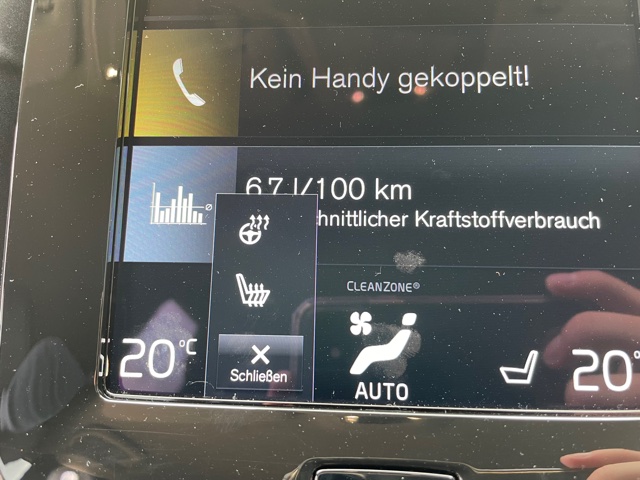 Kein Handy gekoppelt!
6,7 l/100 km
chnittlicher Kraftstoffverbrauch
CLEANZONE®
20°C
Schließen
AUTO
20°